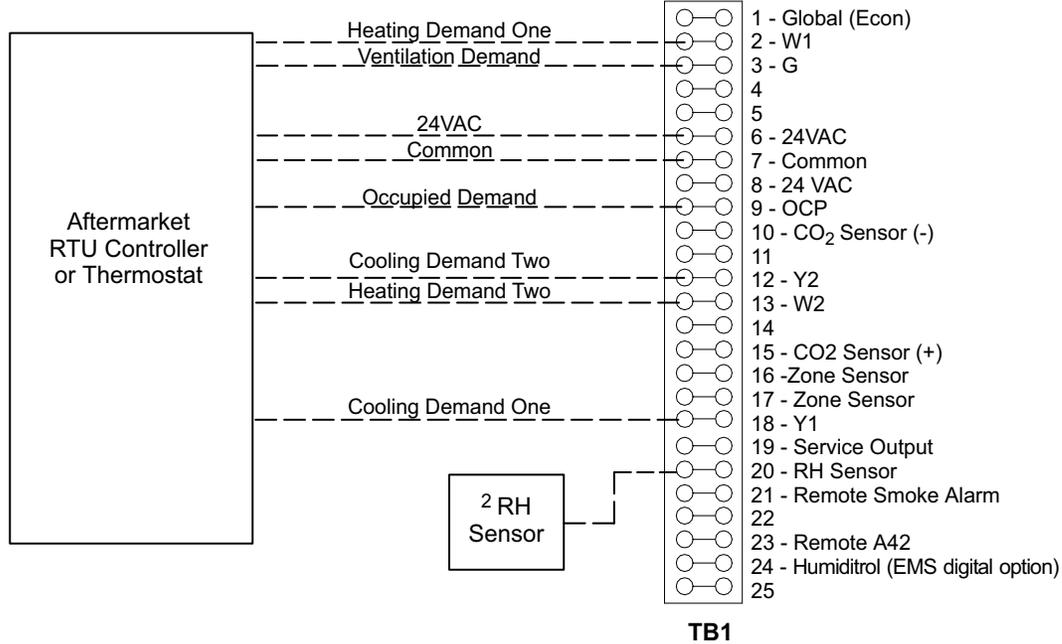 Aftermarket
RTU Controller
or Thermostat
Heating Demand One
Ventilation Demand
24VAC
Common
Occupied Demand
Cooling Demand Two
Heating Demand Two
Cooling Demand One
2 RH
Sensor
1 - Global (Econ)
2 - W1
3 - G
4
5
6 - 24VAC
7 - Common
8 - 24 VAC
9 - OCP
10 - CO2 Sensor (-)
11
12 - Y2
13 - W2
14
15 - CO2 Sensor (+)
16 -Zone Sensor
17 - Zone Sensor
18 - Y1
19 - Service Output
20 - RH Sensor
21 - Remote Smoke Alarm
22
23 - Remote A42
24 - Humiditrol (EMS digital option)
25
TB1